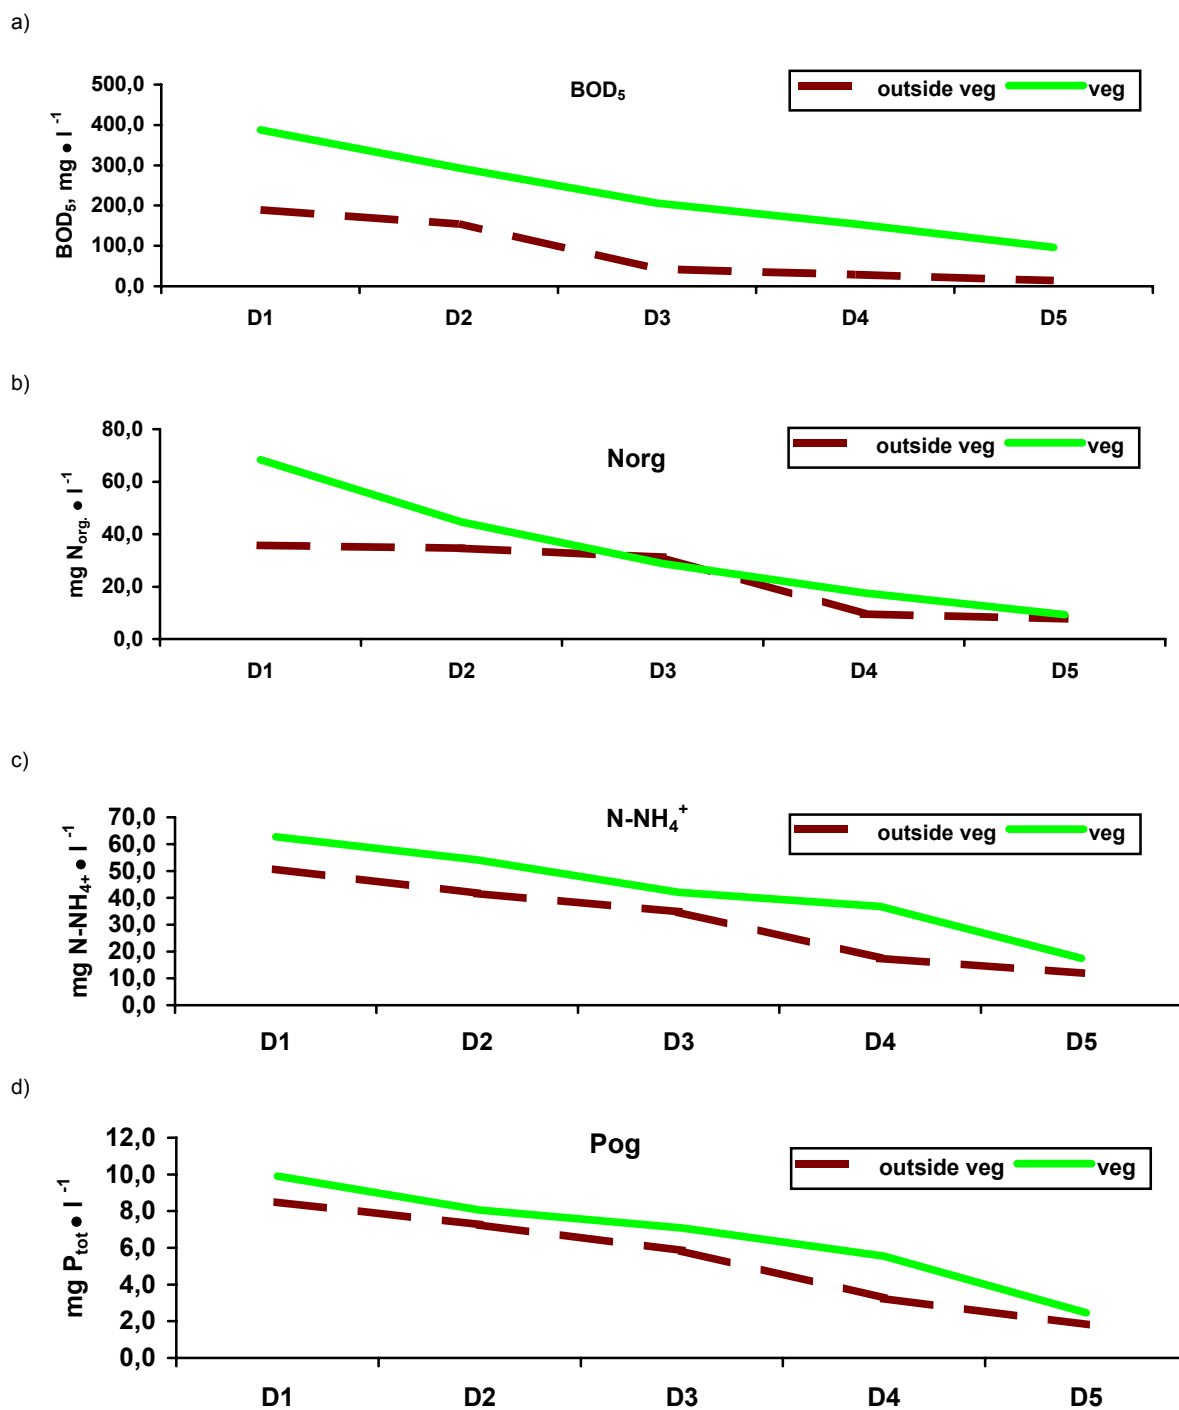 a)
BOD₅
outside veg veg
BOD₅, mg ● l ⁻¹
500,0
400,0
300,0
200,0
100,0
0,0
D1 D2 D3 D4 D5
b)
Norg
outside veg veg
mg N_org. ● l ⁻¹
80,0
60,0
40,0
20,0
0,0
D1 D2 D3 D4 D5
c)
N-NH₄⁺
outside veg veg
mg N-NH₄₊ ● l ⁻¹
70,0
60,0
50,0
40,0
30,0
20,0
10,0
0,0
D1 D2 D3 D4 D5
d)
Pog
outside veg veg
mg P_tot ● l ⁻¹
12,0
10,0
8,0
6,0
4,0
2,0
0,0
D1 D2 D3 D4 D5